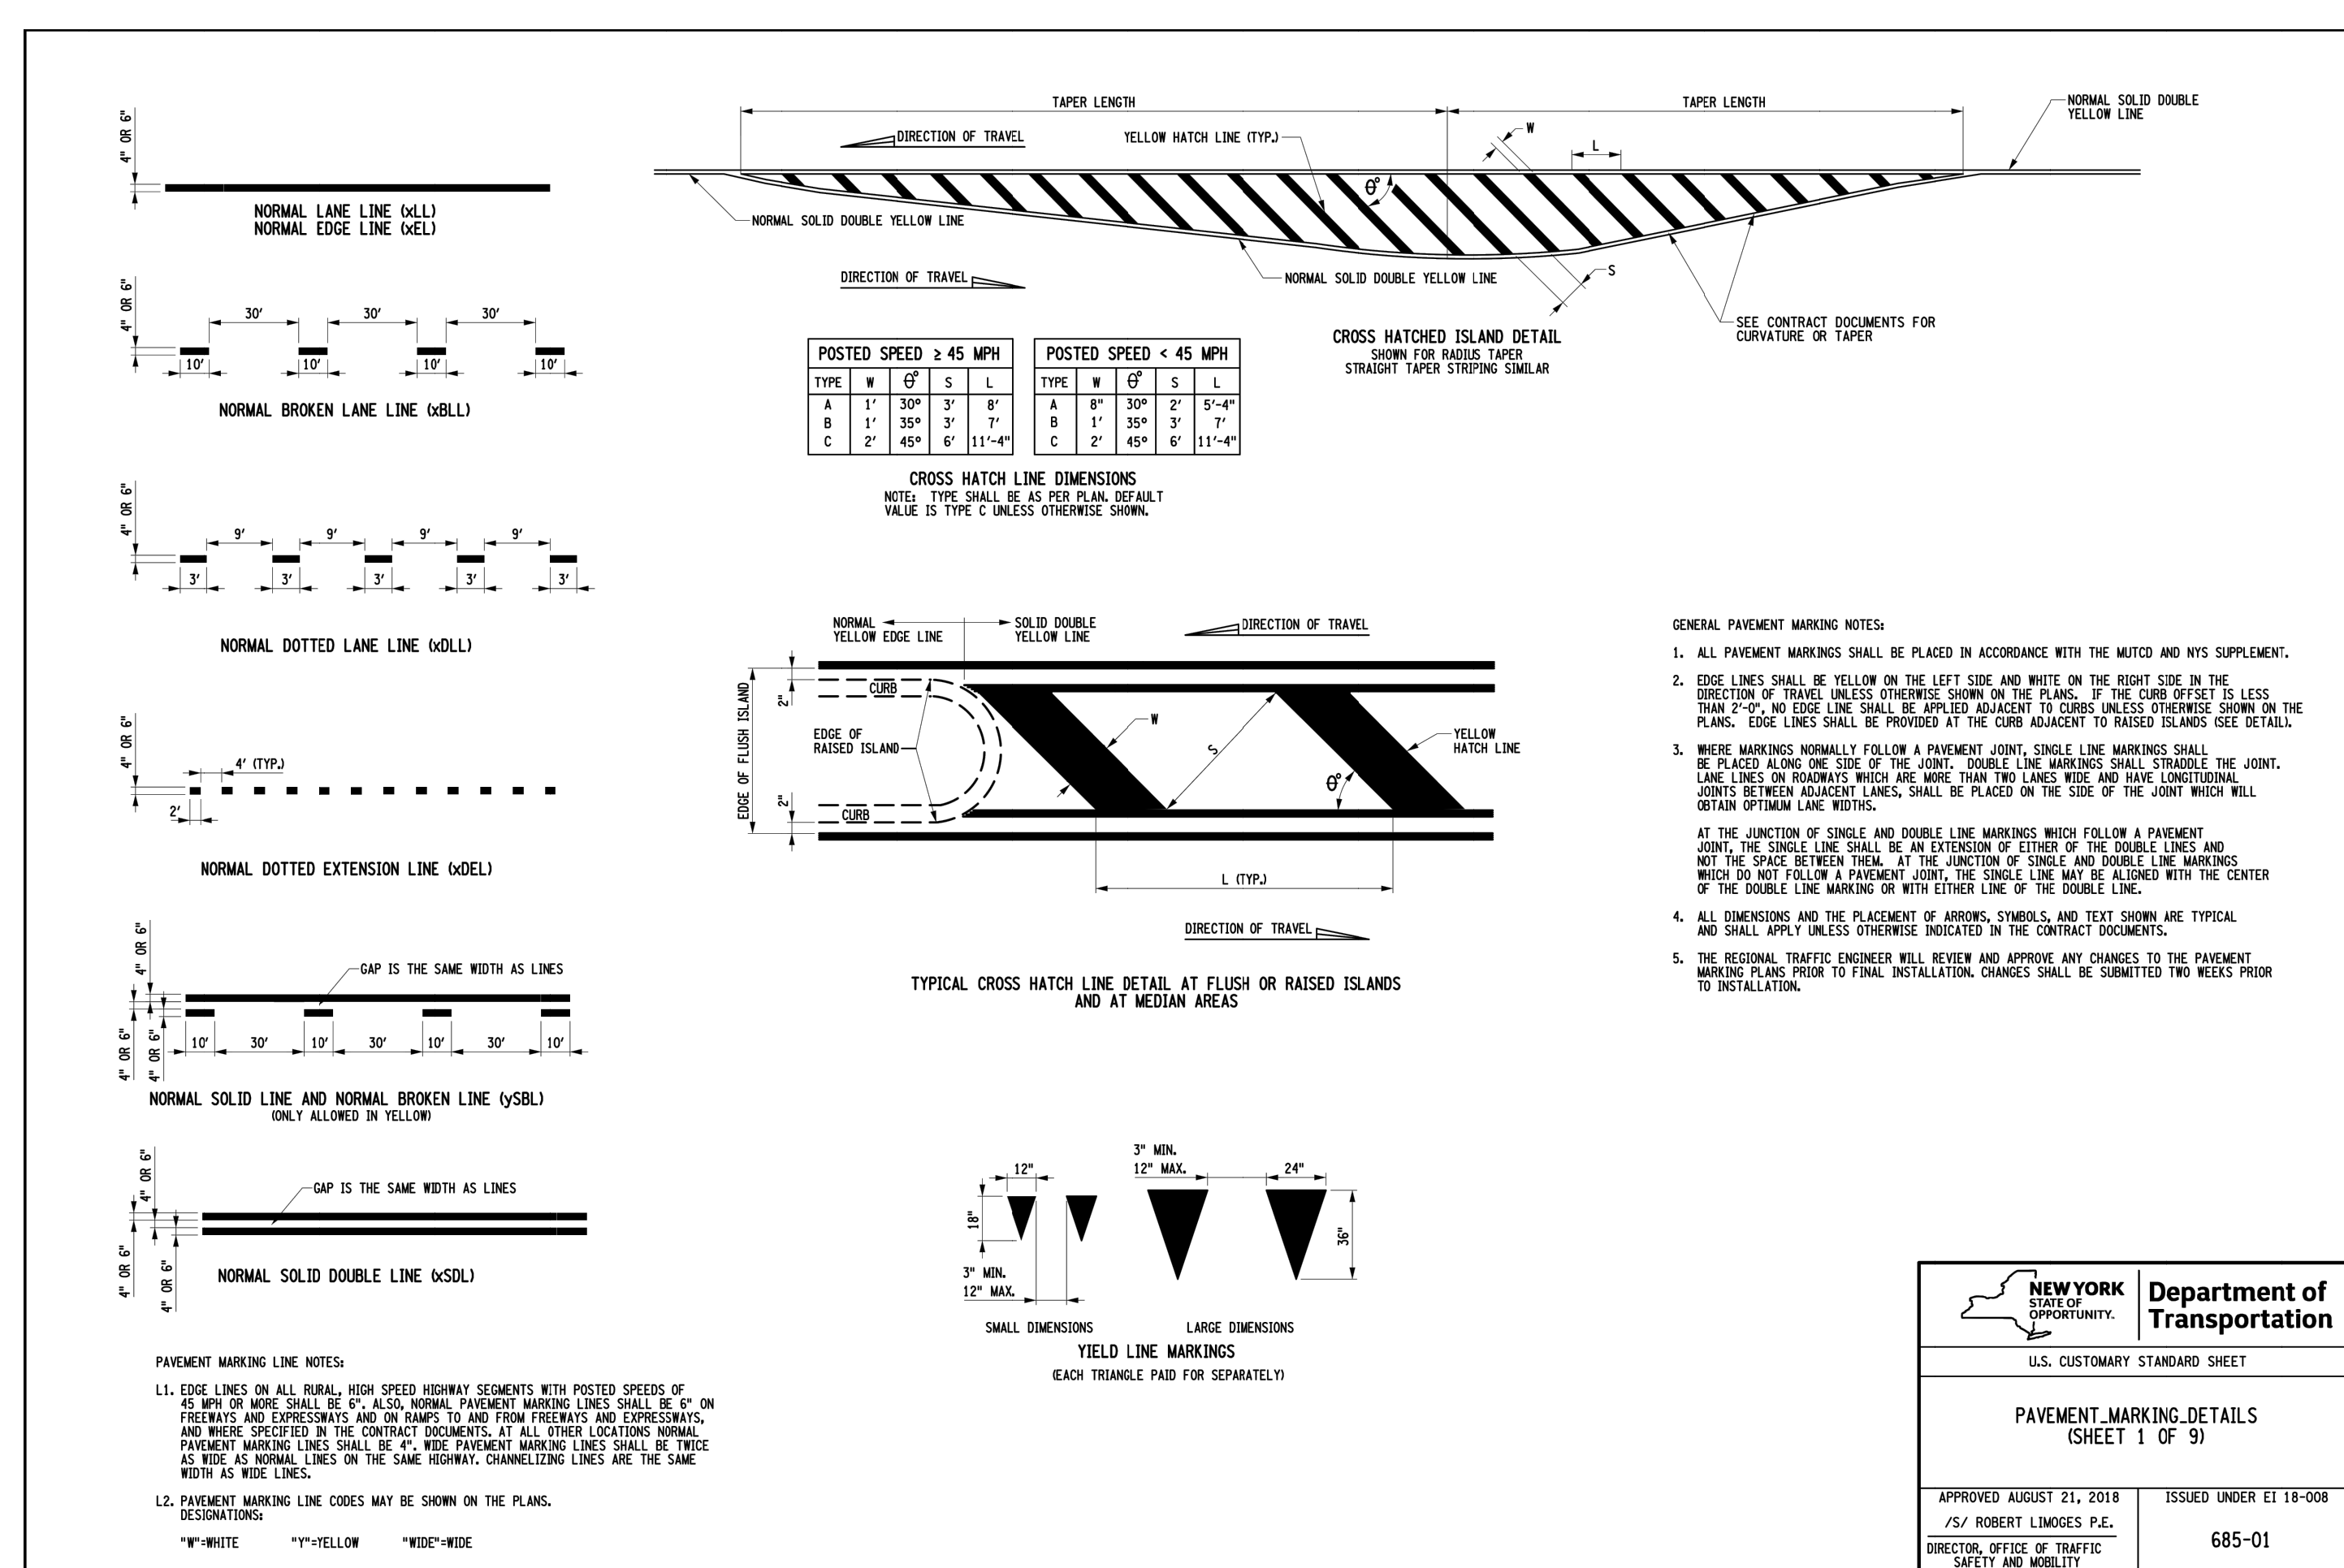 4" OR 6"
NORMAL LANE LINE (xLL)
NORMAL EDGE LINE (xEL)
4" OR 6"
30' 30' 30'
10' 10' 10' 10'
NORMAL BROKEN LANE LINE (xBLL)
4" OR 6"
9' 9' 9' 9'
3' 3' 3' 3' 3'
NORMAL DOTTED LANE LINE (xDLL)
4" OR 6"
4' (TYP.)
2'
NORMAL DOTTED EXTENSION LINE (xDEL)
4" OR 6"
GAP IS THE SAME WIDTH AS LINES
4" OR 6"
4" OR 6"
10' 30' 10' 30' 10' 30' 10'
NORMAL SOLID LINE AND NORMAL BROKEN LINE (ySBL)
(ONLY ALLOWED IN YELLOW)
4" OR 6"
GAP IS THE SAME WIDTH AS LINES
4" OR 6"
4" OR 6"
NORMAL SOLID DOUBLE LINE (xSDL)
PAVEMENT MARKING LINE NOTES:
L1. EDGE LINES ON ALL RURAL, HIGH SPEED HIGHWAY SEGMENTS WITH POSTED SPEEDS OF
45 MPH OR MORE SHALL BE 6". ALSO, NORMAL PAVEMENT MARKING LINES SHALL BE 6" ON
FREEWAYS AND EXPRESSWAYS AND ON RAMPS TO AND FROM FREEWAYS AND EXPRESSWAYS,
AND WHERE SPECIFIED IN THE CONTRACT DOCUMENTS. AT ALL OTHER LOCATIONS NORMAL
PAVEMENT MARKING LINES SHALL BE 4". WIDE PAVEMENT MARKING LINES SHALL BE TWICE
AS WIDE AS NORMAL LINES ON THE SAME HIGHWAY. CHANNELIZING LINES ARE THE SAME
WIDTH AS WIDE LINES.
L2. PAVEMENT MARKING LINE CODES MAY BE SHOWN ON THE PLANS.
DESIGNATIONS:
"W"=WHITE "Y"=YELLOW "WIDE"=WIDE
TAPER LENGTH TAPER LENGTH
NORMAL SOLID DOUBLE
YELLOW LINE
DIRECTION OF TRAVEL
YELLOW HATCH LINE (TYP.)
W
L
θ°
NORMAL SOLID DOUBLE YELLOW LINE
DIRECTION OF TRAVEL
NORMAL SOLID DOUBLE YELLOW LINE
S
SEE CONTRACT DOCUMENTS FOR
CURVATURE OR TAPER
CROSS HATCHED ISLAND DETAIL
SHOWN FOR RADIUS TAPER
STRAIGHT TAPER STRIPING SIMILAR
POSTED SPEED ≥ 45 MPH
TYPE W θ° S L
A 1' 30° 3' 8'
B 1' 35° 3' 7'
C 2' 45° 6' 11'-4"
POSTED SPEED < 45 MPH
TYPE W θ° S L
A 8" 30° 2' 5'-4"
B 1' 35° 3' 7'
C 2' 45° 6' 11'-4"
CROSS HATCH LINE DIMENSIONS
NOTE: TYPE SHALL BE AS PER PLAN. DEFAULT
VALUE IS TYPE C UNLESS OTHERWISE SHOWN.
NORMAL
YELLOW EDGE LINE
SOLID DOUBLE
YELLOW LINE
DIRECTION OF TRAVEL
EDGE OF FLUSH ISLAND
2"
CURB
EDGE OF
RAISED ISLAND
W
S
YELLOW
HATCH LINE
θ°
2"
CURB
L (TYP.)
DIRECTION OF TRAVEL
TYPICAL CROSS HATCH LINE DETAIL AT FLUSH OR RAISED ISLANDS
AND AT MEDIAN AREAS
12"
18"
3" MIN.
12" MAX.
SMALL DIMENSIONS
3" MIN.
12" MAX.
24"
36"
LARGE DIMENSIONS
YIELD LINE MARKINGS
(EACH TRIANGLE PAID FOR SEPARATELY)
GENERAL PAVEMENT MARKING NOTES:
1. ALL PAVEMENT MARKINGS SHALL BE PLACED IN ACCORDANCE WITH THE MUTCD AND NYS SUPPLEMENT.
2. EDGE LINES SHALL BE YELLOW ON THE LEFT SIDE AND WHITE ON THE RIGHT SIDE IN THE
DIRECTION OF TRAVEL UNLESS OTHERWISE SHOWN ON THE PLANS. IF THE CURB OFFSET IS LESS
THAN 2'-0", NO EDGE LINE SHALL BE APPLIED ADJACENT TO CURBS UNLESS OTHERWISE SHOWN ON THE
PLANS. EDGE LINES SHALL BE PROVIDED AT THE CURB ADJACENT TO RAISED ISLANDS (SEE DETAIL).
3. WHERE MARKINGS NORMALLY FOLLOW A PAVEMENT JOINT, SINGLE LINE MARKINGS SHALL
BE PLACED ALONG ONE SIDE OF THE JOINT. DOUBLE LINE MARKINGS SHALL STRADDLE THE JOINT.
LANE LINES ON ROADWAYS WHICH ARE MORE THAN TWO LANES WIDE AND HAVE LONGITUDINAL
JOINTS BETWEEN ADJACENT LANES, SHALL BE PLACED ON THE SIDE OF THE JOINT WHICH WILL
OBTAIN OPTIMUM LANE WIDTHS.
AT THE JUNCTION OF SINGLE AND DOUBLE LINE MARKINGS WHICH FOLLOW A PAVEMENT
JOINT, THE SINGLE LINE SHALL BE AN EXTENSION OF EITHER OF THE DOUBLE LINES AND
NOT THE SPACE BETWEEN THEM. AT THE JUNCTION OF SINGLE AND DOUBLE LINE MARKINGS
WHICH DO NOT FOLLOW A PAVEMENT JOINT, THE SINGLE LINE MAY BE ALIGNED WITH THE CENTER
OF THE DOUBLE LINE MARKING OR WITH EITHER LINE OF THE DOUBLE LINE.
4. ALL DIMENSIONS AND THE PLACEMENT OF ARROWS, SYMBOLS, AND TEXT SHOWN ARE TYPICAL
AND SHALL APPLY UNLESS OTHERWISE INDICATED IN THE CONTRACT DOCUMENTS.
5. THE REGIONAL TRAFFIC ENGINEER WILL REVIEW AND APPROVE ANY CHANGES TO THE PAVEMENT
MARKING PLANS PRIOR TO FINAL INSTALLATION. CHANGES SHALL BE SUBMITTED TWO WEEKS PRIOR
TO INSTALLATION.
NEW YORK
STATE OF
OPPORTUNITY.
Department of
Transportation
U.S. CUSTOMARY STANDARD SHEET
PAVEMENT_MARKING_DETAILS
(SHEET 1 OF 9)
APPROVED AUGUST 21, 2018
/S/ ROBERT LIMOGES P.E.
DIRECTOR, OFFICE OF TRAFFIC
SAFETY AND MOBILITY
ISSUED UNDER EI 18-008
685-01